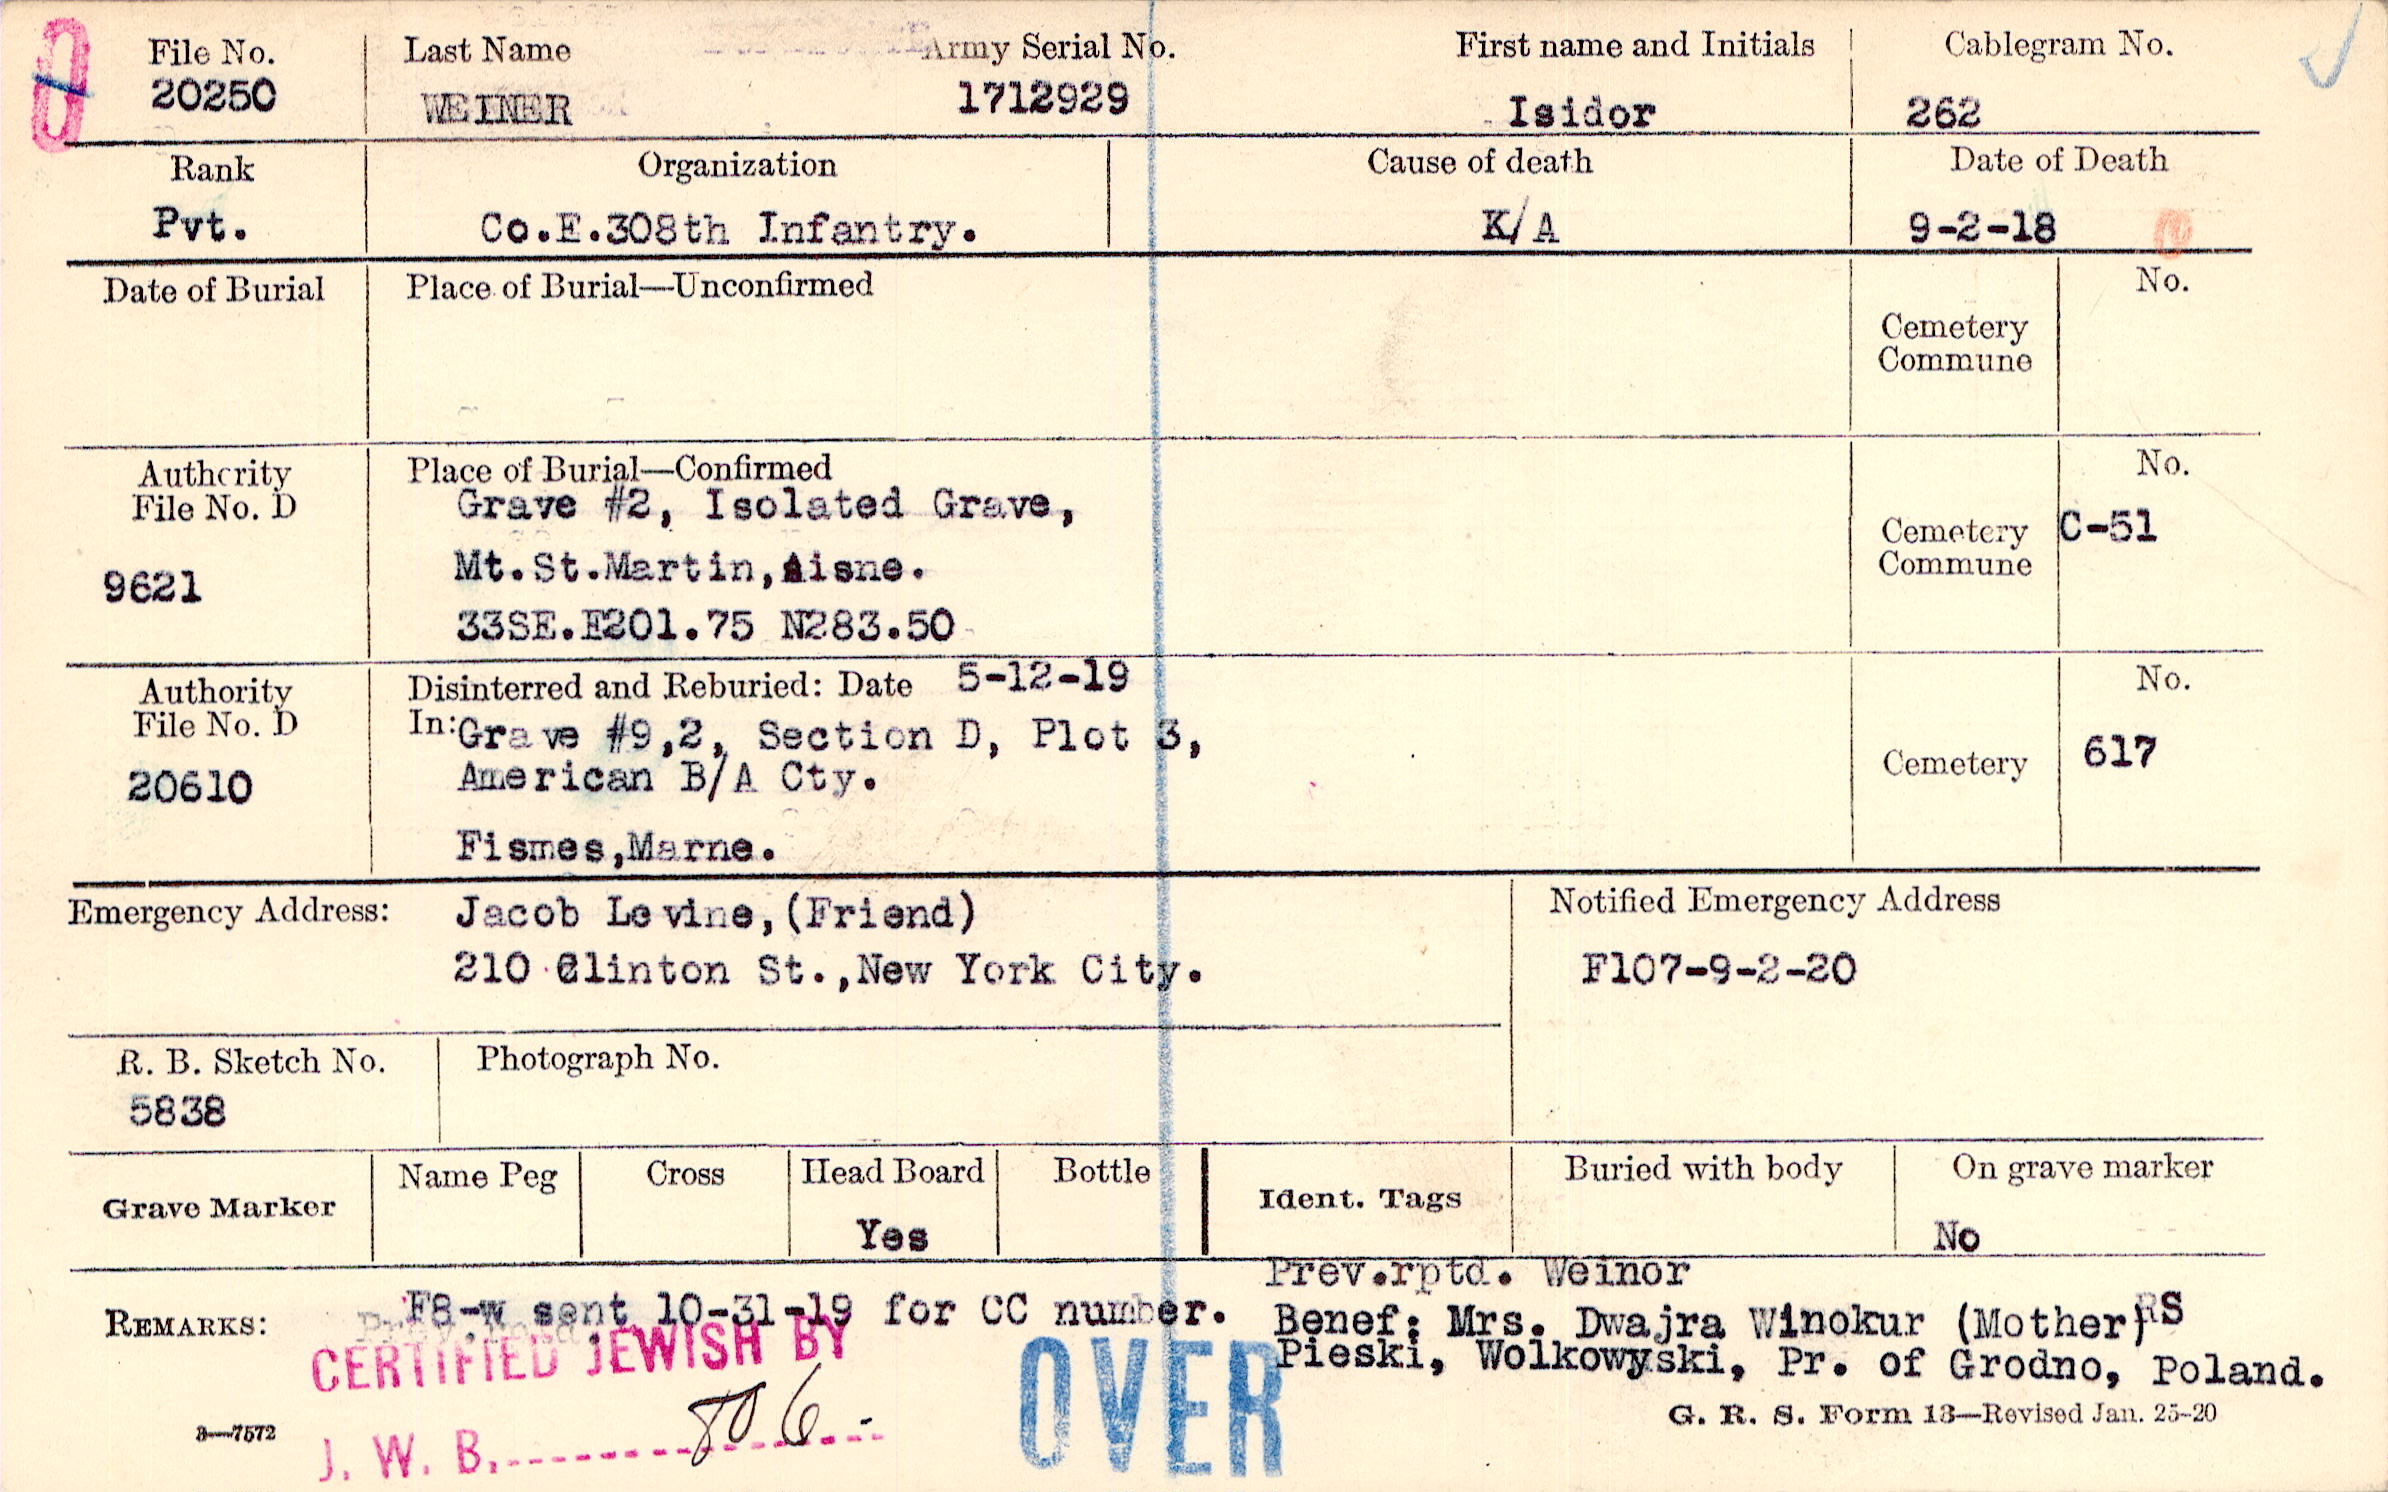 File No. Last Name Army Serial No. First name and Initials Cablegram No.
20250 WEINER 1712929 Isidor 262
Rank Organization Cause of death Date of Death
Pvt. Co.E.308th Infantry. K/A 9-2-18
Date of Burial Place of Burial—Unconfirmed No.
Cemetery
Commune
Authority Place of Burial—Confirmed No.
File No. D Grave #2, Isolated Grave,
Cemetery C-51
Commune
9621 Mt.St.Martin,Aisne.
33SE.E201.75 N283.50
Authority Disinterred and Reburied: Date 5-12-19 No.
File No. D In:Grave #9,2, Section D, Plot 3,
20610 American B/A Cty. Cemetery 617
Fismes,Marne.
Emergency Address: Jacob Levine,(Friend) Notified Emergency Address
210 Clinton St.,New York City. F107-9-2-20
R. B. Sketch No. Photograph No.
5838
Grave Marker Name Peg Cross Head Board Bottle Ident. Tags Buried with body On grave marker
Yes No
Prev.rptd. Weinor
REMARKS: F8-w sent 10-31-19 for CC number.
Benef: Mrs. Dwajra Winokur (Mother) RS
Pieski, Wolkowyski, Pr. of Grodno, Poland.
CERTIFIED JEWISH BY
J. W. B. 806
OVER
3—7572 G. R. S. Form 13—Revised Jan. 25-20